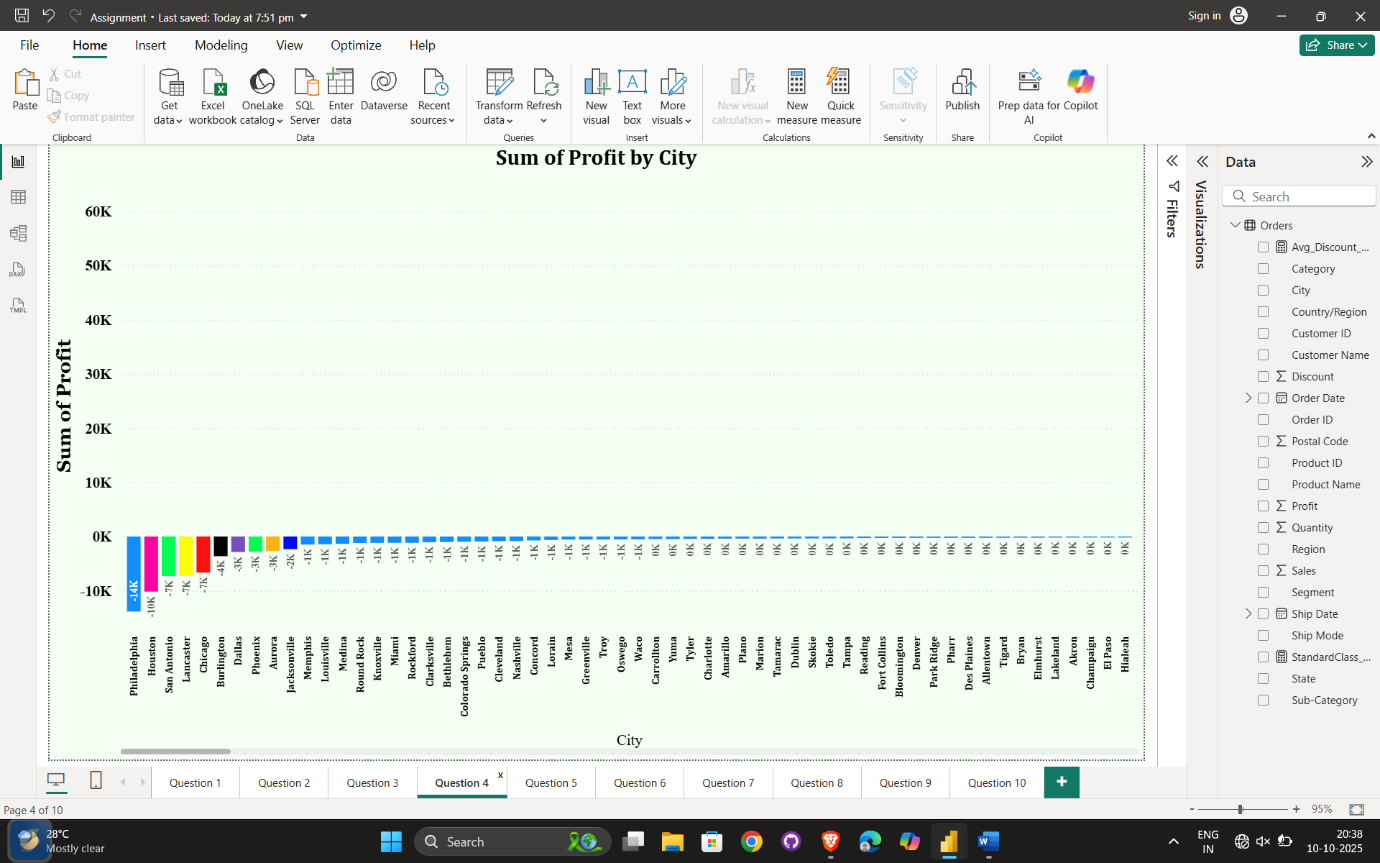 Assignment • Last saved: Today at 7:51 pm
Sign in
File Home Insert Modeling View Optimize Help
Share
Paste
Cut
Copy
Format painter
Clipboard
Get data
Excel workbook
OneLake catalog
SQL Server
Enter data
Dataverse
Recent sources
Data
Transform data
Refresh
Queries
New visual
Text box
More visuals
Insert
New visual calculation
New measure
Quick measure
Calculations
Sensitivity
Sensitivity
Publish
Share
Prep data for AI
Copilot
Copilot
Sum of Profit by City
Sum of Profit
60K
50K
40K
30K
20K
10K
0K
-10K
-14K -10K -7K -7K -7K -4K -3K -3K -3K -2K -1K -1K -1K -1K -1K -1K -1K -1K -1K -1K -1K -1K -1K -1K -1K -1K -1K -1K -1K -1K 0K 0K 0K 0K 0K 0K 0K 0K 0K 0K 0K 0K 0K 0K 0K 0K 0K 0K 0K 0K 0K 0K 0K 0K 0K 0K 0K 0K
Philadelphia
Houston
San Antonio
Lancaster
Chicago
Burlington
Dallas
Phoenix
Aurora
Jacksonville
Memphis
Louisville
Medina
Round Rock
Knoxville
Miami
Rockford
Clarksville
Bethlehem
Colorado Springs
Pueblo
Cleveland
Nashville
Concord
Lorain
Mesa
Greenville
Troy
Oswego
Waco
Carrollton
Yuma
Tyler
Charlotte
Amarillo
Plano
Marion
Tamarac
Dublin
Skokie
Toledo
Tampa
Reading
Fort Collins
Bloomington
Denver
Park Ridge
Pharr
Des Plaines
Allentown
Tigard
Bryan
Elmhurst
Lakeland
Akron
Champaign
El Paso
Hialeah
City
Filters
Visualizations
Data
Search
Orders
Avg_Discount_...
Category
City
Country/Region
Customer ID
Customer Name
Discount
Order Date
Order ID
Postal Code
Product ID
Product Name
Profit
Quantity
Region
Sales
Segment
Ship Date
Ship Mode
StandardClass_...
State
Sub-Category
Question 1 Question 2 Question 3 Question 4 x Question 5 Question 6 Question 7 Question 8 Question 9 Question 10 +
Page 4 of 10
- + 95%
28°C
Mostly clear
Search
ENG
IN
20:38
10-10-2025
DAX
TMDL